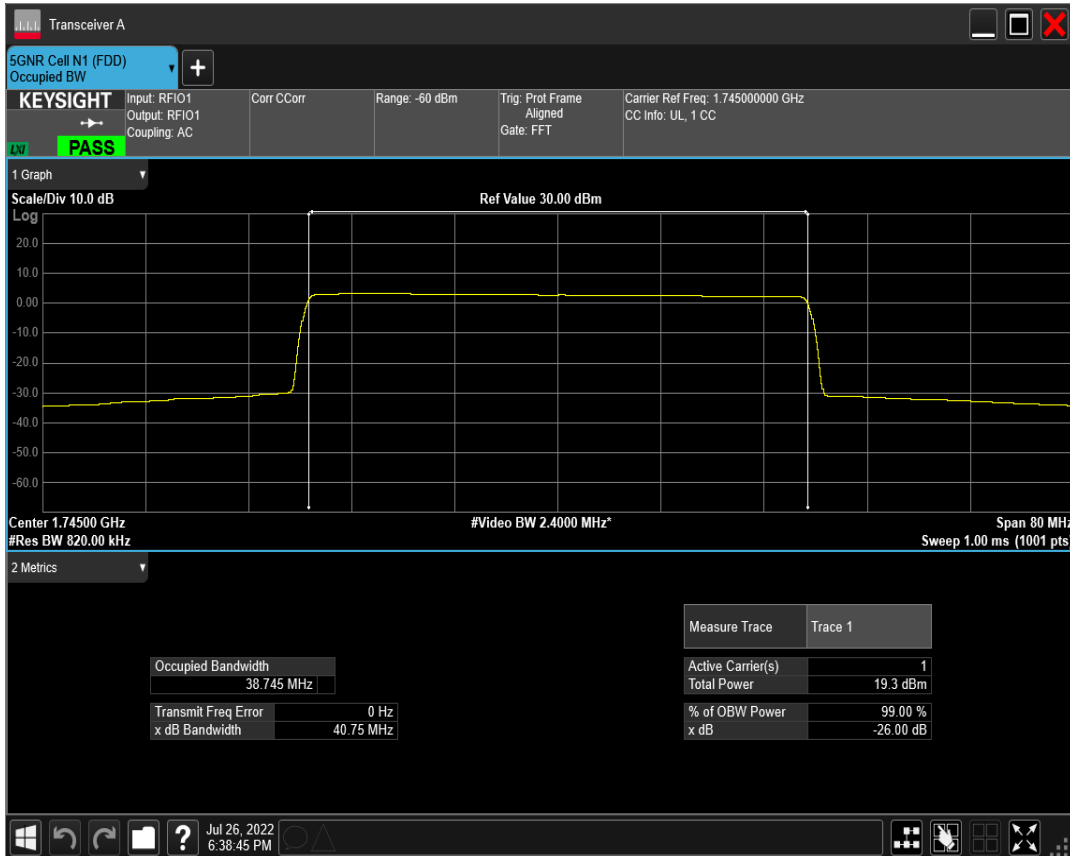 Transceiver A
5GNR Cell N1 (FDD)
Occupied BW
+
KEYSIGHT
LXI
PASS
Input: RFIO1
Output: RFIO1
Coupling: AC
Corr CCorr
Range: -60 dBm
Trig: Prot Frame
Aligned
Gate: FFT
Carrier Ref Freq: 1.745000000 GHz
CC Info: UL, 1 CC
1 Graph
Scale/Div 10.0 dB
Ref Value 30.00 dBm
Log
20.0
10.0
0.00
-10.0
-20.0
-30.0
-40.0
-50.0
-60.0
Center 1.74500 GHz
#Video BW 2.4000 MHz*
Span 80 MHz
#Res BW 820.00 kHz
Sweep 1.00 ms (1001 pts)
2 Metrics
Measure Trace Trace 1
Occupied Bandwidth
38.745 MHz
Active Carrier(s) 1
Total Power 19.3 dBm
Transmit Freq Error 0 Hz
x dB Bandwidth 40.75 MHz
% of OBW Power 99.00 %
x dB -26.00 dB
?
Jul 26, 2022
6:38:45 PM